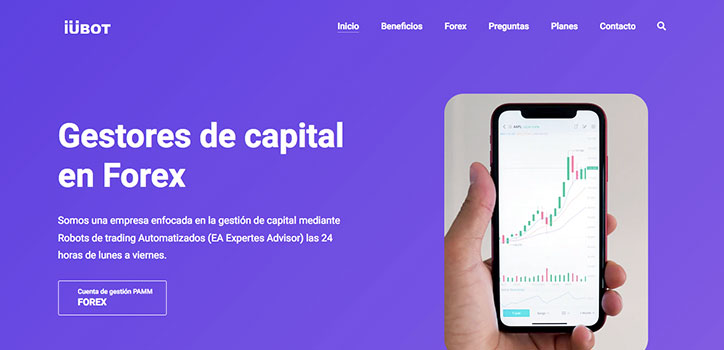 iÜBOT
Inicio
Beneficios
Forex
Preguntas
Planes
Contacto
Gestores de capital
en Forex
Somos una empresa enfocada en la gestión de capital mediante
Robots de trading Automatizados (EA Expertes Advisor) las 24
horas de lunes a viernes.
Cuenta de gestión PAMM
FOREX